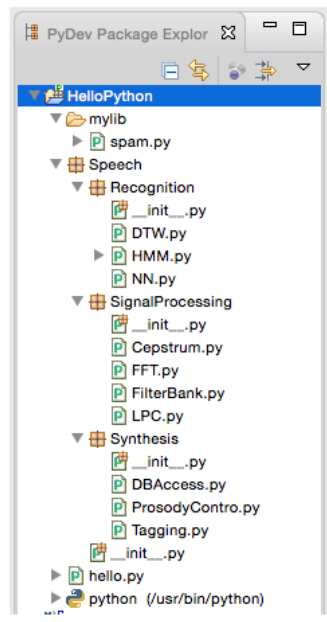 PyDev Package Explor
HelloPython
mylib
spam.py
Speech
Recognition
__init__.py
DTW.py
HMM.py
NN.py
SignalProcessing
__init__.py
Cepstrum.py
FFT.py
FilterBank.py
LPC.py
Synthesis
__init__.py
DBAccess.py
ProsodyContro.py
Tagging.py
__init__.py
hello.py
python (/usr/bin/python)